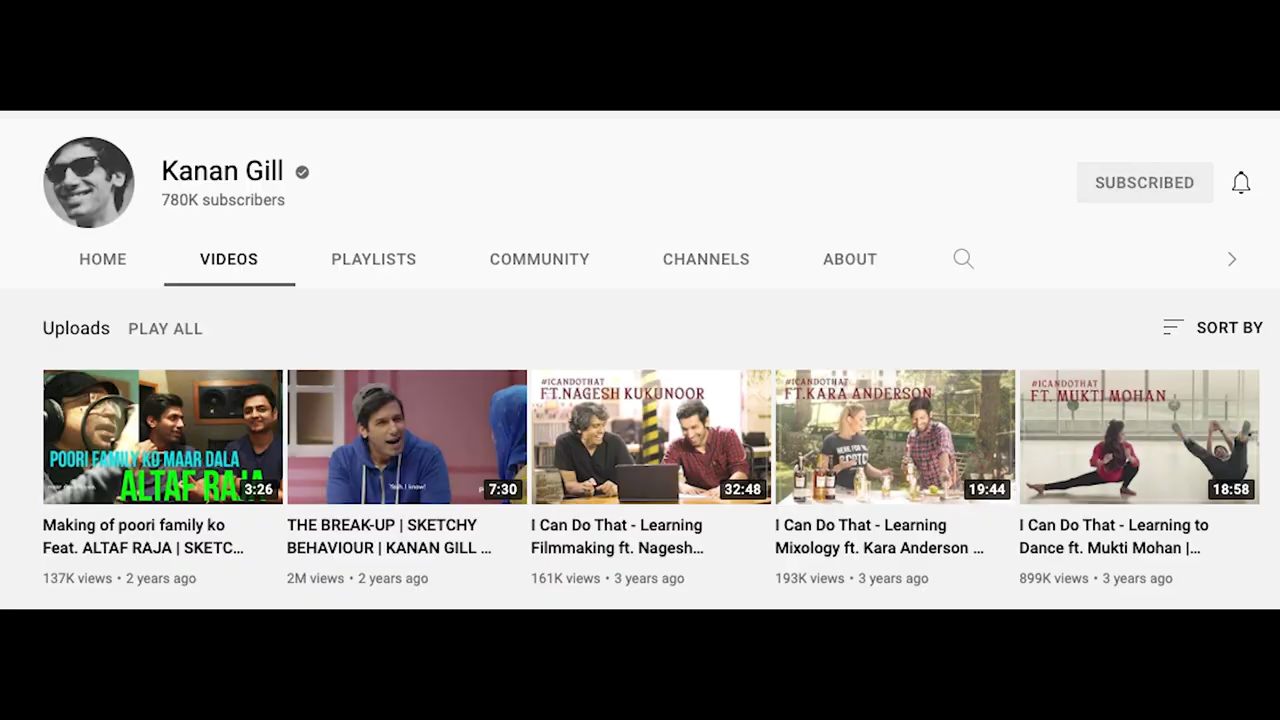 Kanan Gill
780K subscribers
SUBSCRIBED
HOME
VIDEOS
PLAYLISTS
COMMUNITY
CHANNELS
ABOUT
Uploads
PLAY ALL
SORT BY
POORI FAMILY KO MAAR DALA
ALTAF RAJA
3:26
Yeah. I know!
7:30
#ICANDOTHAT
FT.NAGESH KUKUNOOR
32:48
#ICANDOTHAT
FT.KARA ANDERSON
19:44
#ICANDOTHAT
FT. MUKTI MOHAN
18:58
Making of poori family ko
Feat. ALTAF RAJA | SKETC...
137K views • 2 years ago
THE BREAK-UP | SKETCHY
BEHAVIOUR | KANAN GILL ...
2M views • 2 years ago
I Can Do That - Learning
Filmmaking ft. Nagesh...
161K views • 3 years ago
I Can Do That - Learning
Mixology ft. Kara Anderson ...
193K views • 3 years ago
I Can Do That - Learning to
Dance ft. Mukti Mohan |...
899K views • 3 years ago